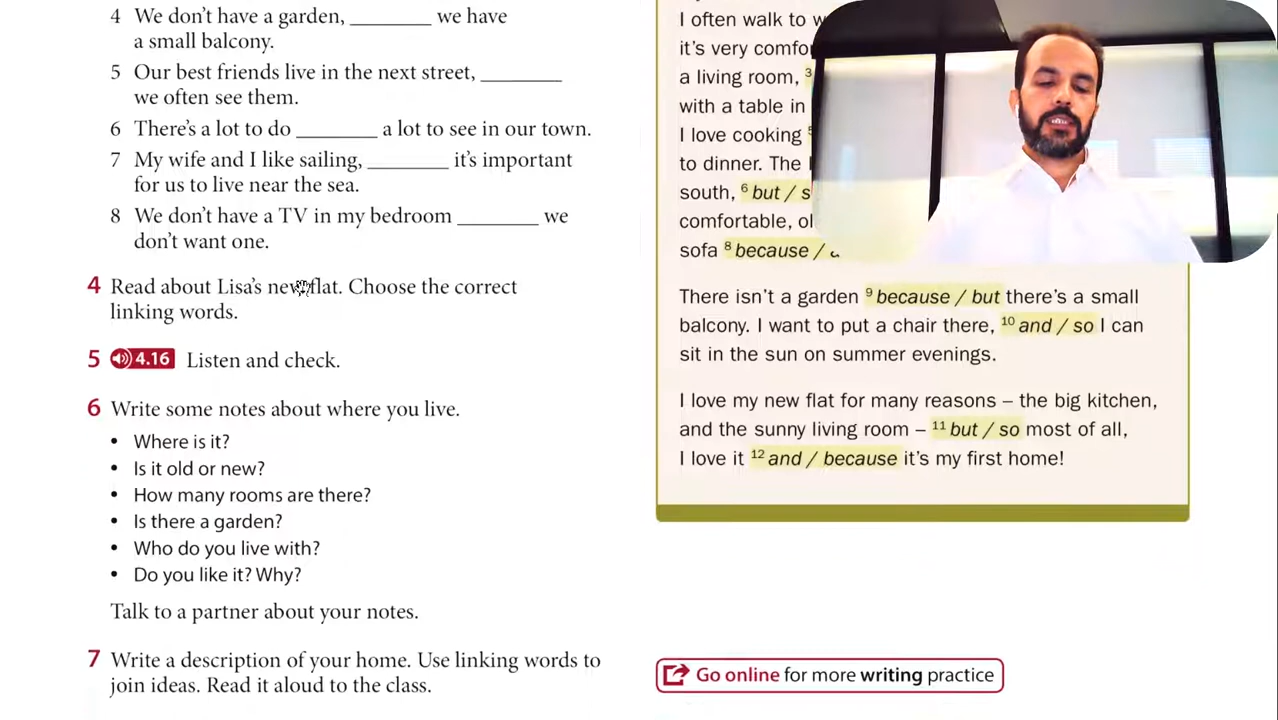 4 We don't have a garden, ________ we have
a small balcony.
5 Our best friends live in the next street, ________
we often see them.
6 There's a lot to do ________ a lot to see in our town.
7 My wife and I like sailing, ________ it's important
for us to live near the sea.
8 We don't have a TV in my bedroom ________ we
don't want one.
4 Read about Lisa's new flat. Choose the correct
linking words.
5 4.16 Listen and check.
6 Write some notes about where you live.
• Where is it?
• Is it old or new?
• How many rooms are there?
• Is there a garden?
• Who do you live with?
• Do you like it? Why?
Talk to a partner about your notes.
7 Write a description of your home. Use linking words to
join ideas. Read it aloud to the class.
I often walk to
it's very
a living room, 3
with a table in
I love cooking
to dinner. The
south, 6 but /
comfortable,
sofa 8 because /
There isn't a garden 9 because / but there's a small
balcony. I want to put a chair there, 10 and / so I can
sit in the sun on summer evenings.
I love my new flat for many reasons – the big kitchen,
and the sunny living room – 11 but / so most of all,
I love it 12 and / because it's my first home!
Go online for more writing practice